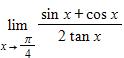 lim x→π/4 (sin x + cos x)/(2 tan x)